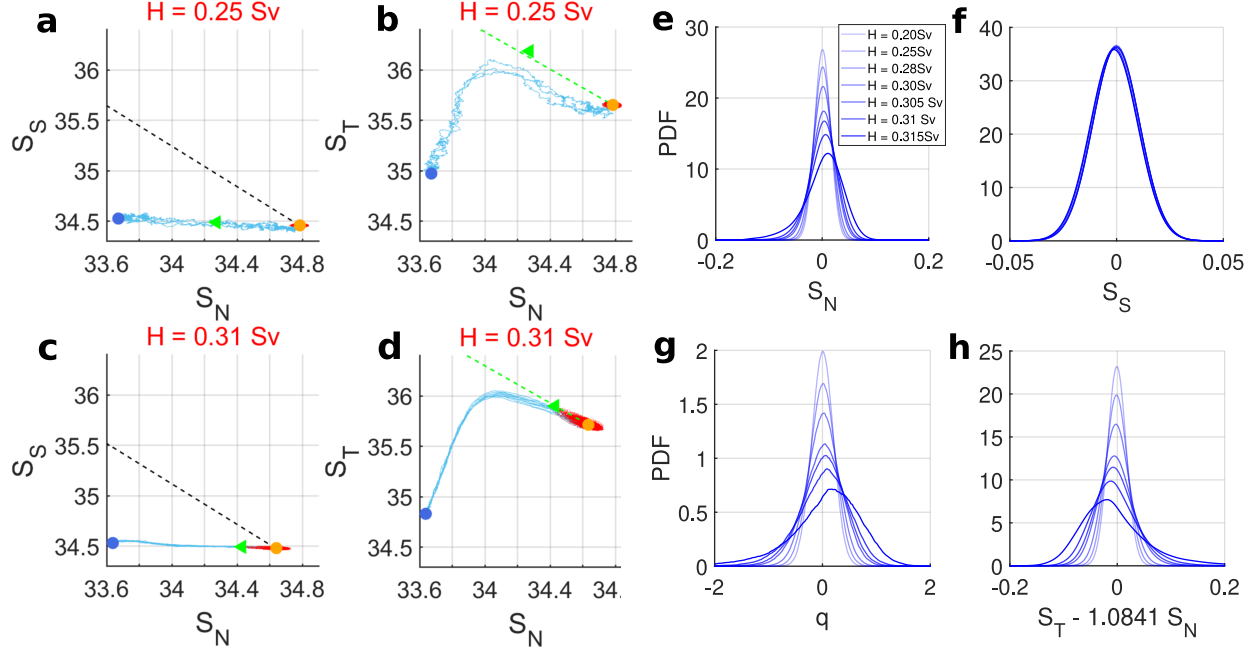 a
H = 0.25 Sv
S_S
36
35.5
35
34.5
33.6
34
34.4
34.8
S_N
b
H = 0.25 Sv
S_T
36
35.5
35
34.5
33.6
34
34.4
34.8
S_N
c
H = 0.31 Sv
S_S
36
35.5
35
34.5
33.6
34
34.4
34.8
S_N
d
H = 0.31 Sv
S_T
36
35.5
35
34.5
33.6
34
34.4
34.8
S_N
e
PDF
30
20
10
0
-0.2
0
0.2
S_N
H = 0.20Sv
H = 0.25Sv
H = 0.28Sv
H = 0.30Sv
H = 0.305 Sv
H = 0.31 Sv
H = 0.315Sv
f
40
30
20
10
0
-0.05
0
0.05
S_S
g
PDF
2
1.5
1
0.5
0
-2
0
2
q
h
25
20
15
10
5
0
-0.2
0
0.2
S_T - 1.0841 S_N